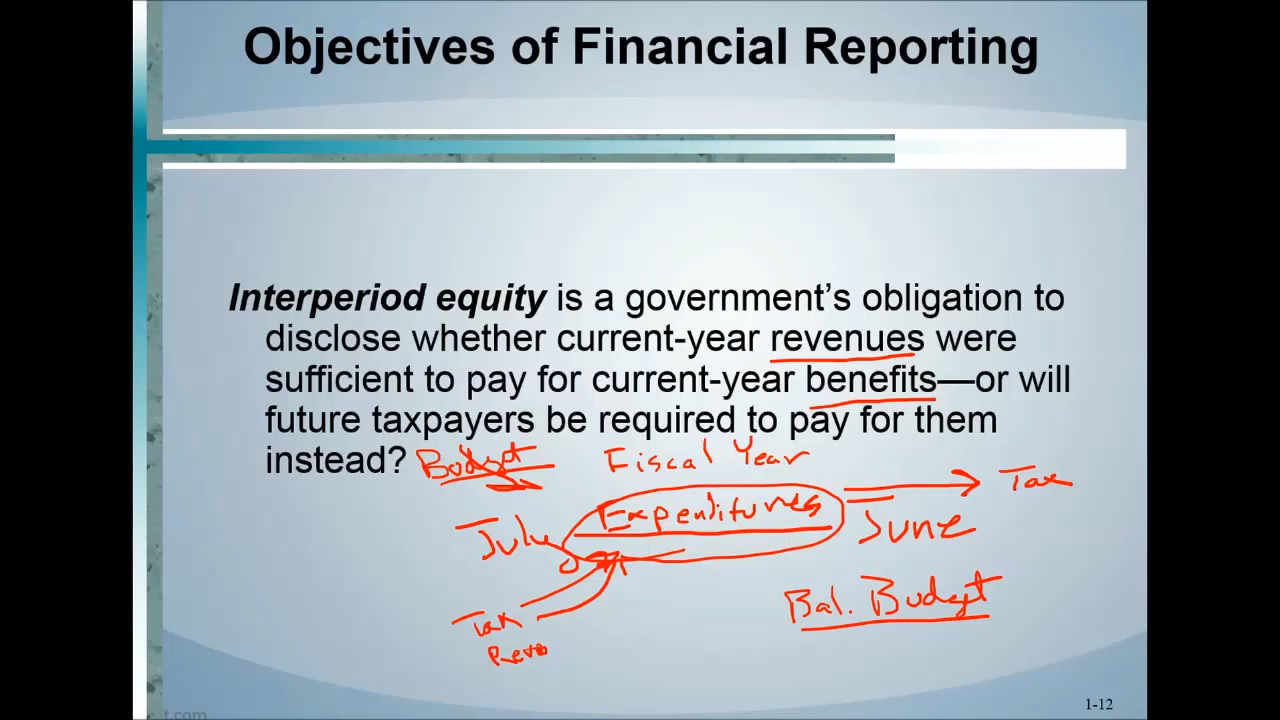 Objectives of Financial Reporting
Interperiod equity is a government's obligation to
disclose whether current-year revenues were
sufficient to pay for current-year benefits—or will
future taxpayers be required to pay for them
instead?
Budget Fiscal Year
Expenditures
Tax
July
June
Bal. Budget
Tax
1-12
t.com